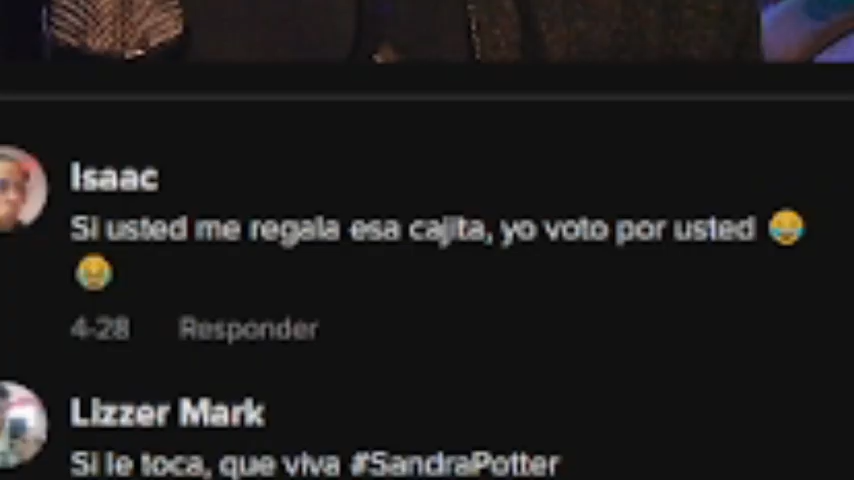 Isaac
Si usted me regala esa cajita, yo voto por usted 😂
😭
4-28 Responder
Lizzer Mark
Si le toca, que viva #SandraPotter